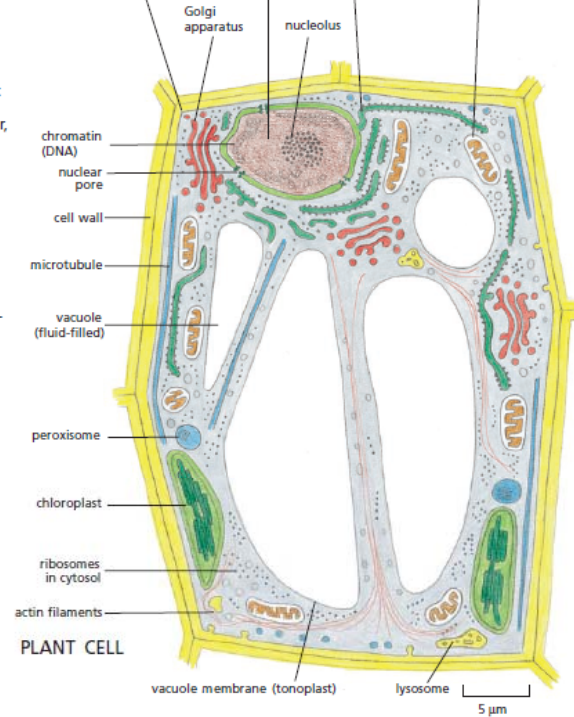 Golgi
apparatus
nucleolus
r,
chromatin
(DNA)
nuclear
pore
cell wall
microtubule
vacuole
(fluid-filled)
peroxisome
chloroplast
ribosomes
in cytosol
actin filaments
PLANT CELL
vacuole membrane (tonoplast)
lysosome
5 µm